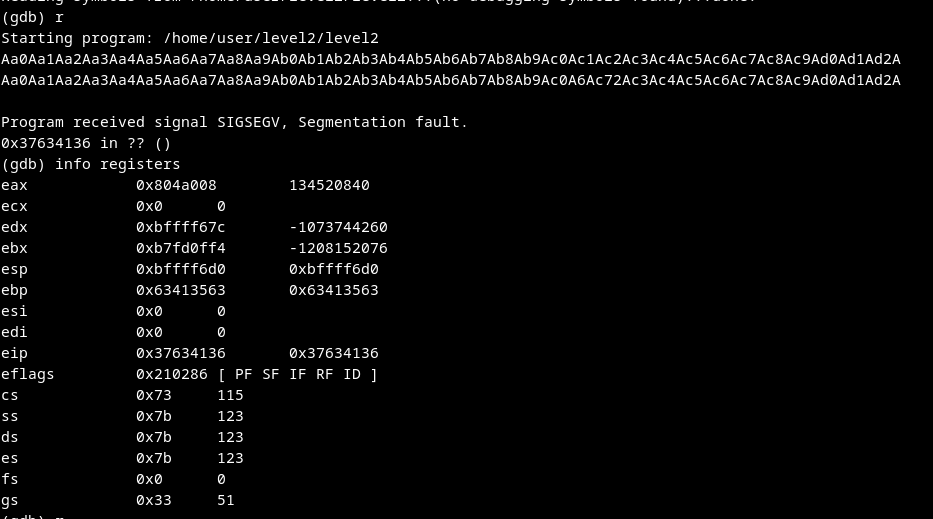 (gdb) r
Starting program: /home/user/level2/level2
Aa0Aa1Aa2Aa3Aa4Aa5Aa6Aa7Aa8Aa9Ab0Ab1Ab2Ab3Ab4Ab5Ab6Ab7Ab8Ab9Ac0Ac1Ac2Ac3Ac4Ac5Ac6Ac7Ac8Ac9Ad0Ad1Ad2A
Aa0Aa1Aa2Aa3Aa4Aa5Aa6Aa7Aa8Aa9Ab0Ab1Ab2Ab3Ab4Ab5Ab6Ab7Ab8Ab9Ac0A6Ac72Ac3Ac4Ac5Ac6Ac7Ac8Ac9Ad0Ad1Ad2A
Program received signal SIGSEGV, Segmentation fault.
0x37634136 in ?? ()
(gdb) info registers
eax 0x804a008 134520840
ecx 0x0 0
edx 0xbffff67c -1073744260
ebx 0xb7fd0ff4 -1208152076
esp 0xbffff6d0 0xbffff6d0
ebp 0x63413563 0x63413563
esi 0x0 0
edi 0x0 0
eip 0x37634136 0x37634136
eflags 0x210286 [ PF SF IF RF ID ]
cs 0x73 115
ss 0x7b 123
ds 0x7b 123
es 0x7b 123
fs 0x0 0
gs 0x33 51